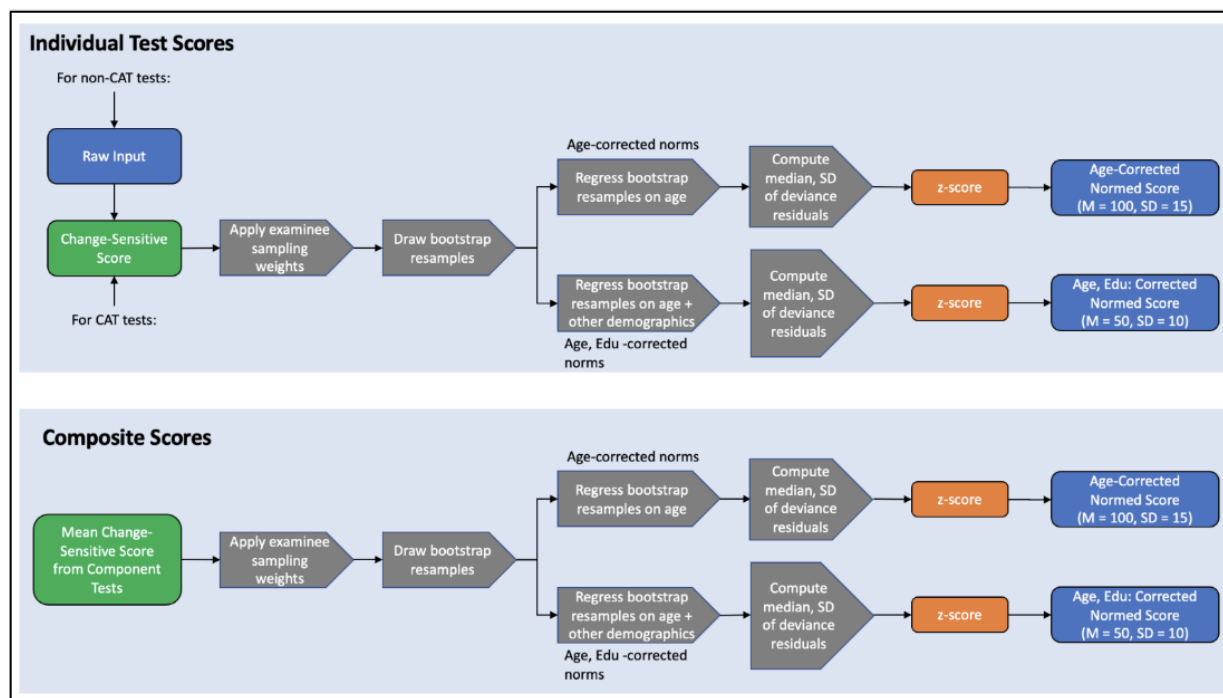 Individual Test Scores
For non-CAT tests:
Raw Input
Change-Sensitive
Score
For CAT tests:
Apply examinee
sampling
weights
Draw bootstrap
resamples
Age-corrected norms
Regress bootstrap
resamples on age
Compute
median, SD
of deviance
residuals
z-score
Age-Corrected
Normed Score
(M = 100, SD = 15)
Regress bootstrap
resamples on age +
other demographics
Age, Edu -corrected
norms
Compute
median, SD
of deviance
residuals
z-score
Age, Edu: Corrected
Normed Score
(M = 50, SD = 10)
Composite Scores
Mean Change-
Sensitive Score
from Component
Tests
Apply examinee
sampling
weights
Draw bootstrap
resamples
Age-corrected norms
Regress bootstrap
resamples on age
Compute
median, SD
of deviance
residuals
z-score
Age-Corrected
Normed Score
(M = 100, SD = 15)
Regress bootstrap
resamples on age +
other demographics
Age, Edu -corrected
norms
Compute
median, SD
of deviance
residuals
z-score
Age, Edu: Corrected
Normed Score
(M = 50, SD = 10)